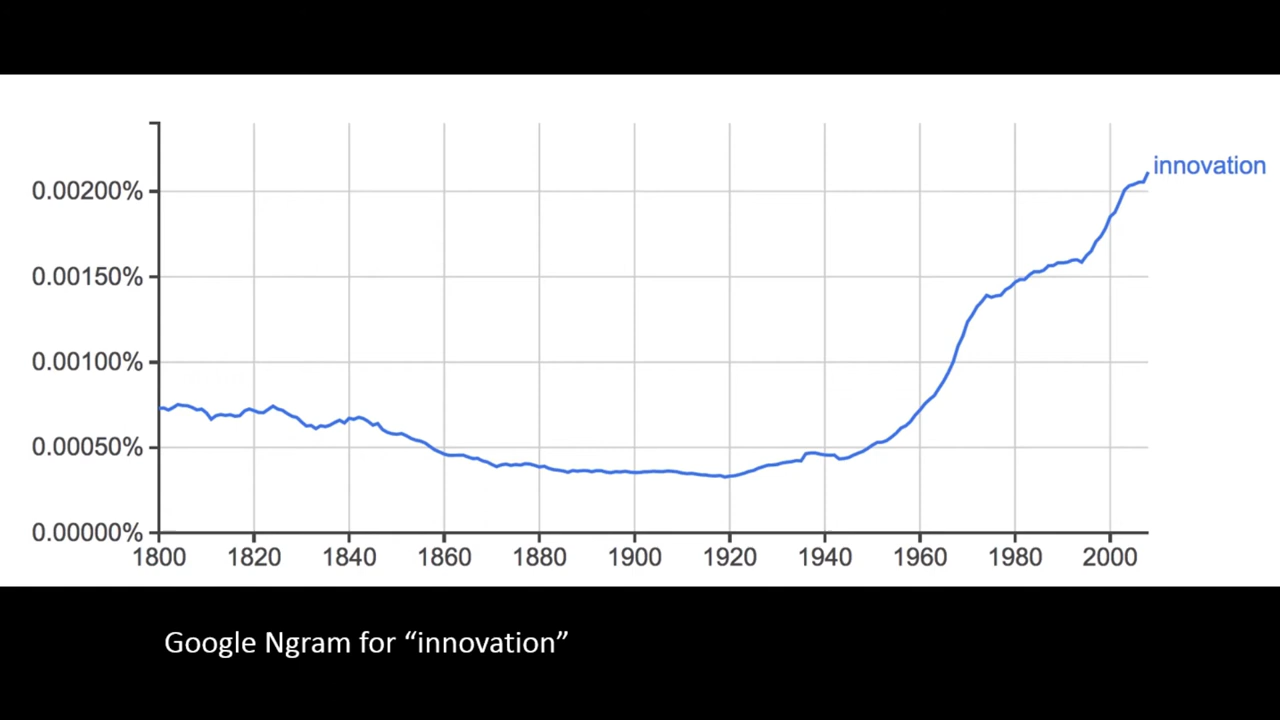 innovation
0.00200%
0.00150%
0.00100%
0.00050%
0.00000%
1800 1820 1840 1860 1880 1900 1920 1940 1960 1980 2000
Google Ngram for “innovation”